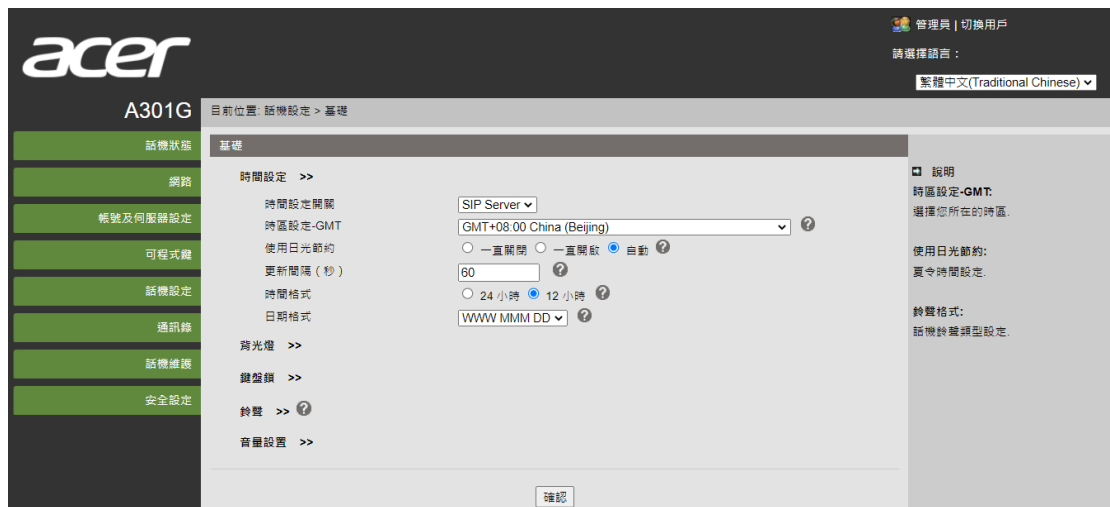 acer
管理員 | 切換用戶
請選擇語言：
繁體中文(Traditional Chinese)
A301G
目前位置: 話機設定 > 基礎
話機狀態
網路
帳號及伺服器設定
可程式鍵
話機設定
通訊錄
話機維護
安全設定
基礎
時間設定 >>
時間設定開關 SIP Server
時區設定-GMT GMT+08:00 China (Beijing)
使用日光節約 一直關閉 一直開啟 自動
更新間隔（秒） 60
時間格式 24 小時 12 小時
日期格式 WWW MMM DD
背光燈 >>
鍵盤鎖 >>
鈴聲 >>
音量設置 >>
確認
說明
時區設定-GMT:
選擇您所在的時區.
使用日光節約:
夏令時間設定.
鈴聲格式:
話機鈴聲類型設定.